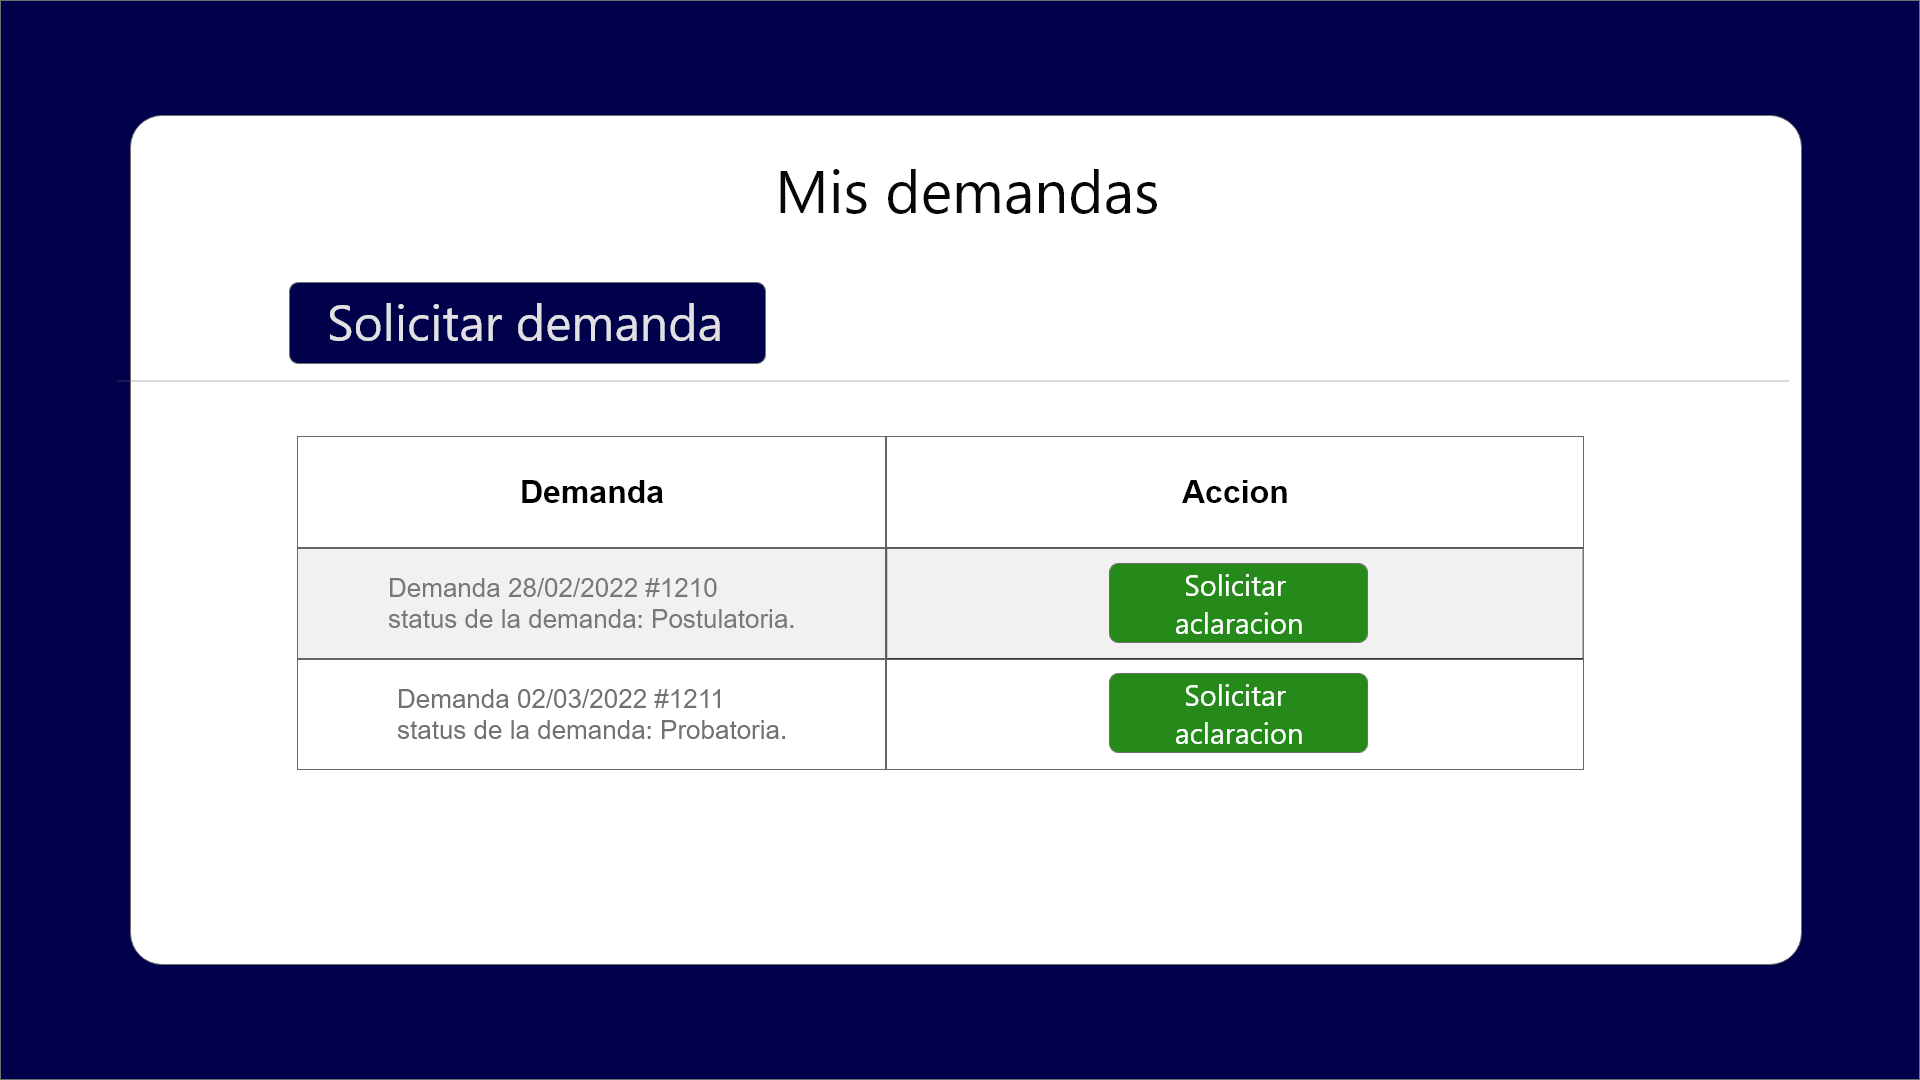 Mis demandas
Solicitar demanda
Demanda
Accion
Demanda 28/02/2022 #1210
status de la demanda: Postulatoria.
Solicitar
aclaracion
Demanda 02/03/2022 #1211
status de la demanda: Probatoria.
Solicitar
aclaracion